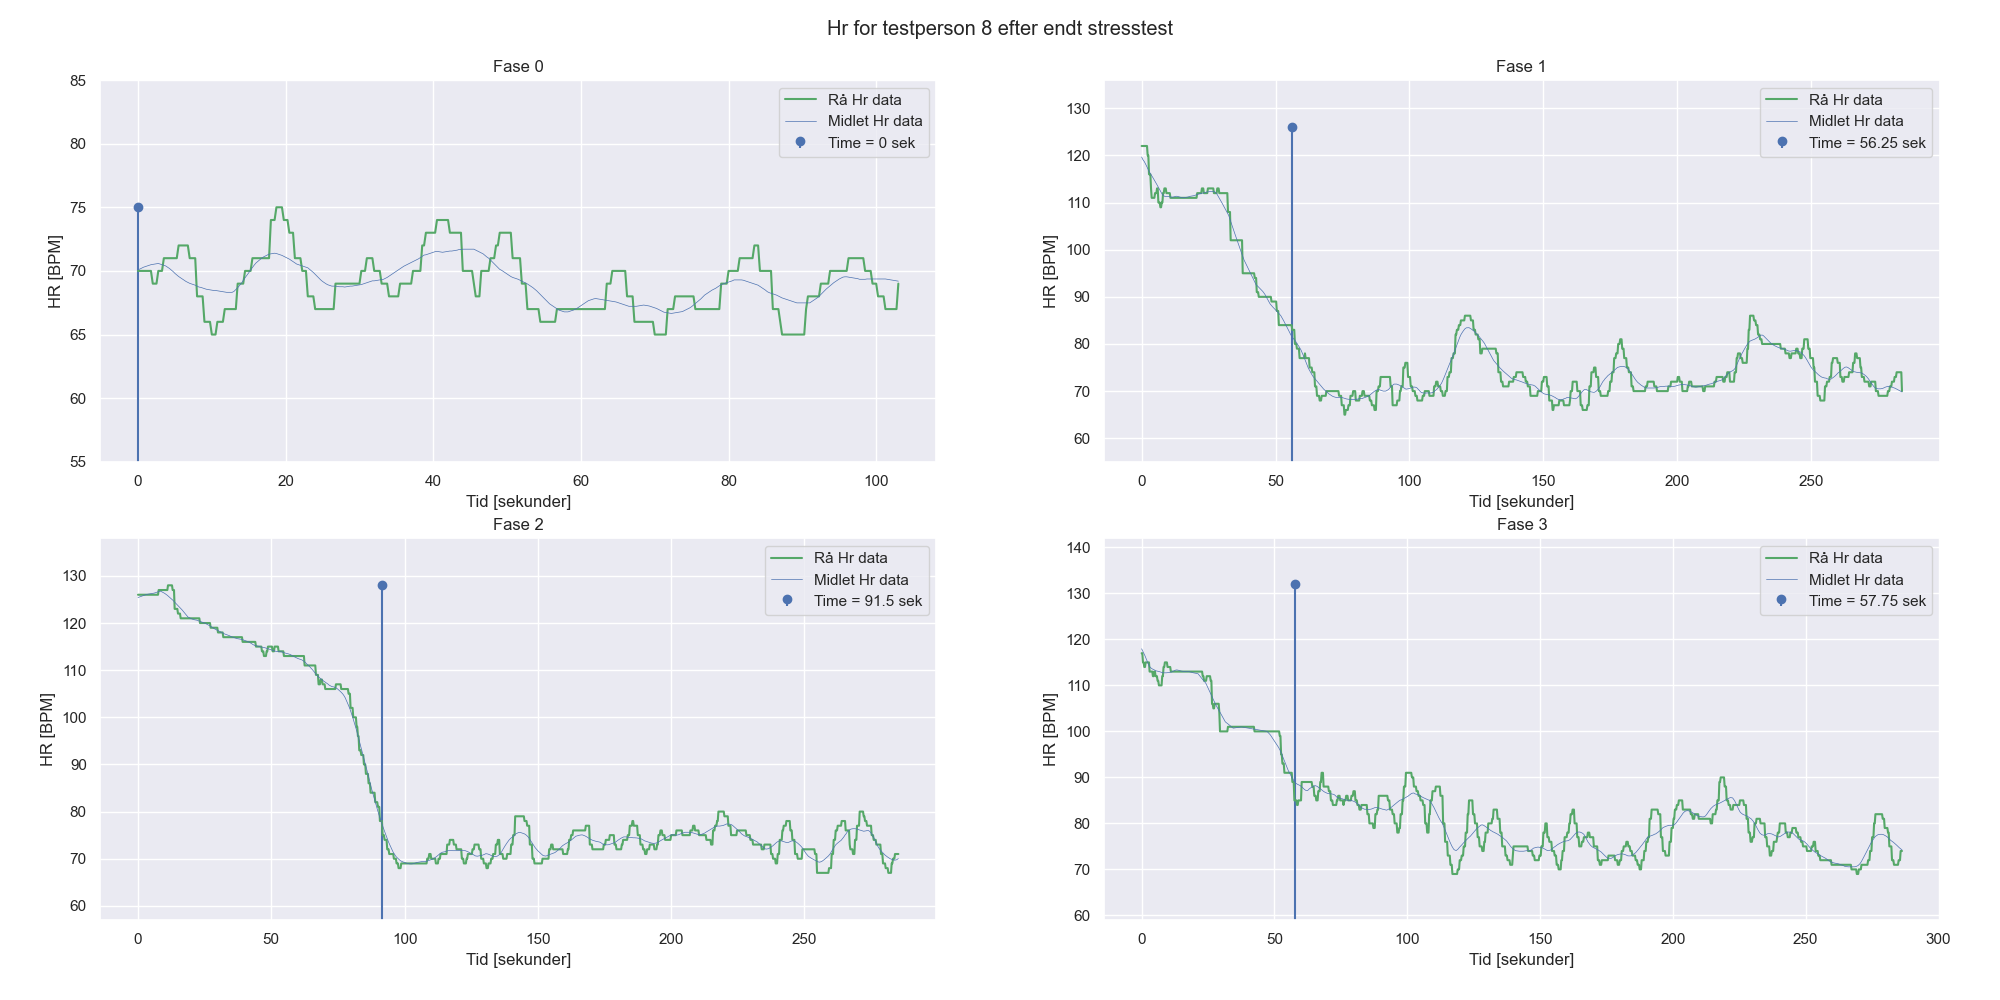 Hr for testperson 8 efter endt stresstest
Fase 0
85
80
75
70
65
60
55
HR [BPM]
Rå Hr data
Midlet Hr data
Time = 0 sek
0 20 40 60 80 100
Tid [sekunder]
Fase 1
130
120
110
100
90
80
70
60
HR [BPM]
Rå Hr data
Midlet Hr data
Time = 56.25 sek
0 50 100 150 200 250
Tid [sekunder]
Fase 2
130
120
110
100
90
80
70
60
HR [BPM]
Rå Hr data
Midlet Hr data
Time = 91.5 sek
0 50 100 150 200 250
Tid [sekunder]
Fase 3
140
130
120
110
100
90
80
70
60
HR [BPM]
Rå Hr data
Midlet Hr data
Time = 57.75 sek
0 50 100 150 200 250 300
Tid [sekunder]